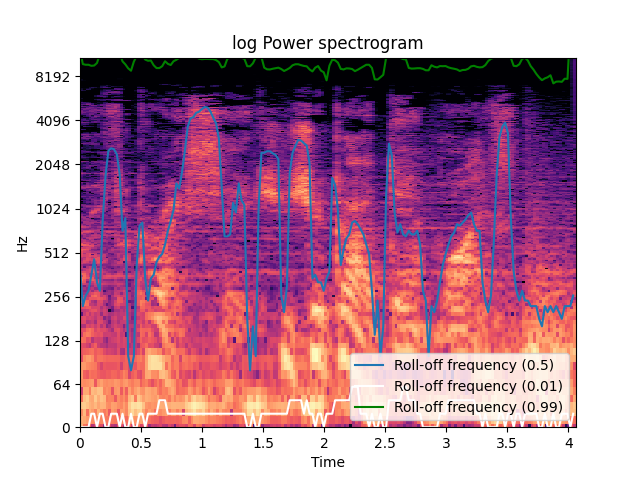 log Power spectrogram
Hz
8192
4096
2048
1024
512
256
128
64
0
Roll-off frequency (0.5)
Roll-off frequency (0.01)
Roll-off frequency (0.99)
0 0.5 1 1.5 2 2.5 3 3.5 4
Time